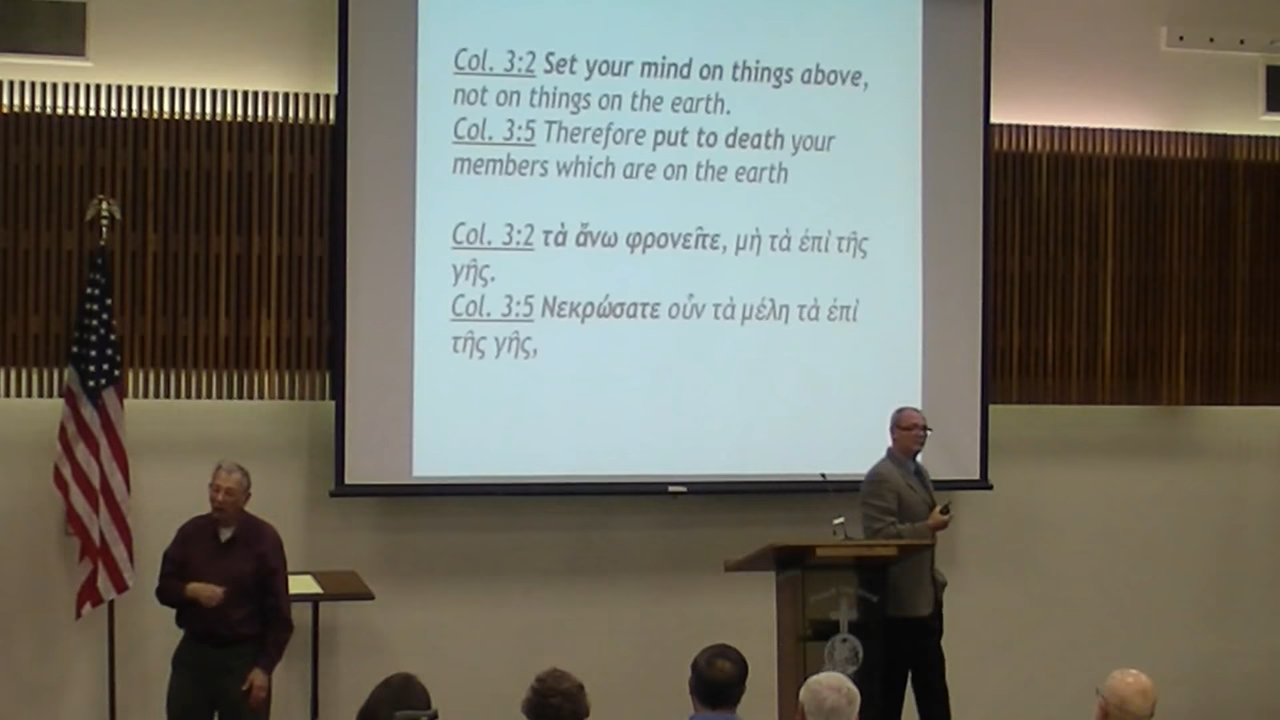 Col. 3:2 Set your mind on things above,
not on things on the earth.
Col. 3:5 Therefore put to death your
members which are on the earth
Col. 3:2 τὰ ἄνω φρονεῖτε, μὴ τὰ ἐπὶ τῆς
γῆς.
Col. 3:5 Νεκρώσατε οὖν τὰ μέλη τὰ ἐπὶ
τῆς γῆς,